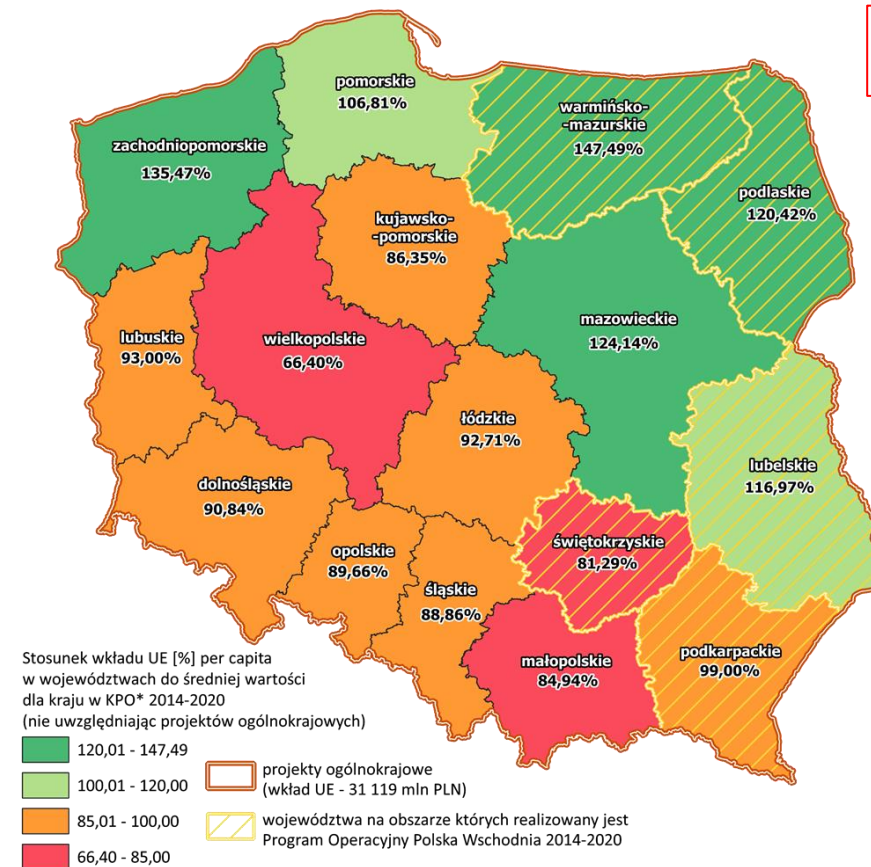 pomorskie
106,81%
warmińsko-
-mazurskie
147,49%
zachodniopomorskie
135,47%
podlaskie
120,42%
kujawsko-
-pomorskie
86,35%
mazowieckie
124,14%
lubuskie
93,00%
wielkopolskie
66,40%
łódzkie
92,71%
lubelskie
116,97%
dolnośląskie
90,84%
świętokrzyskie
81,29%
opolskie
89,66%
śląskie
88,86%
małopolskie
84,94%
podkarpackie
99,00%
Stosunek wkładu UE [%] per capita
w województwach do średniej wartości
dla kraju w KPO* 2014-2020
(nie uwzględniając projektów ogólnokrajowych)
120,01 - 147,49
100,01 - 120,00
85,01 - 100,00
66,40 - 85,00
projekty ogólnokrajowe
(wkład UE - 31 119 mln PLN)
województwa na obszarze których realizowany jest
Program Operacyjny Polska Wschodnia 2014-2020